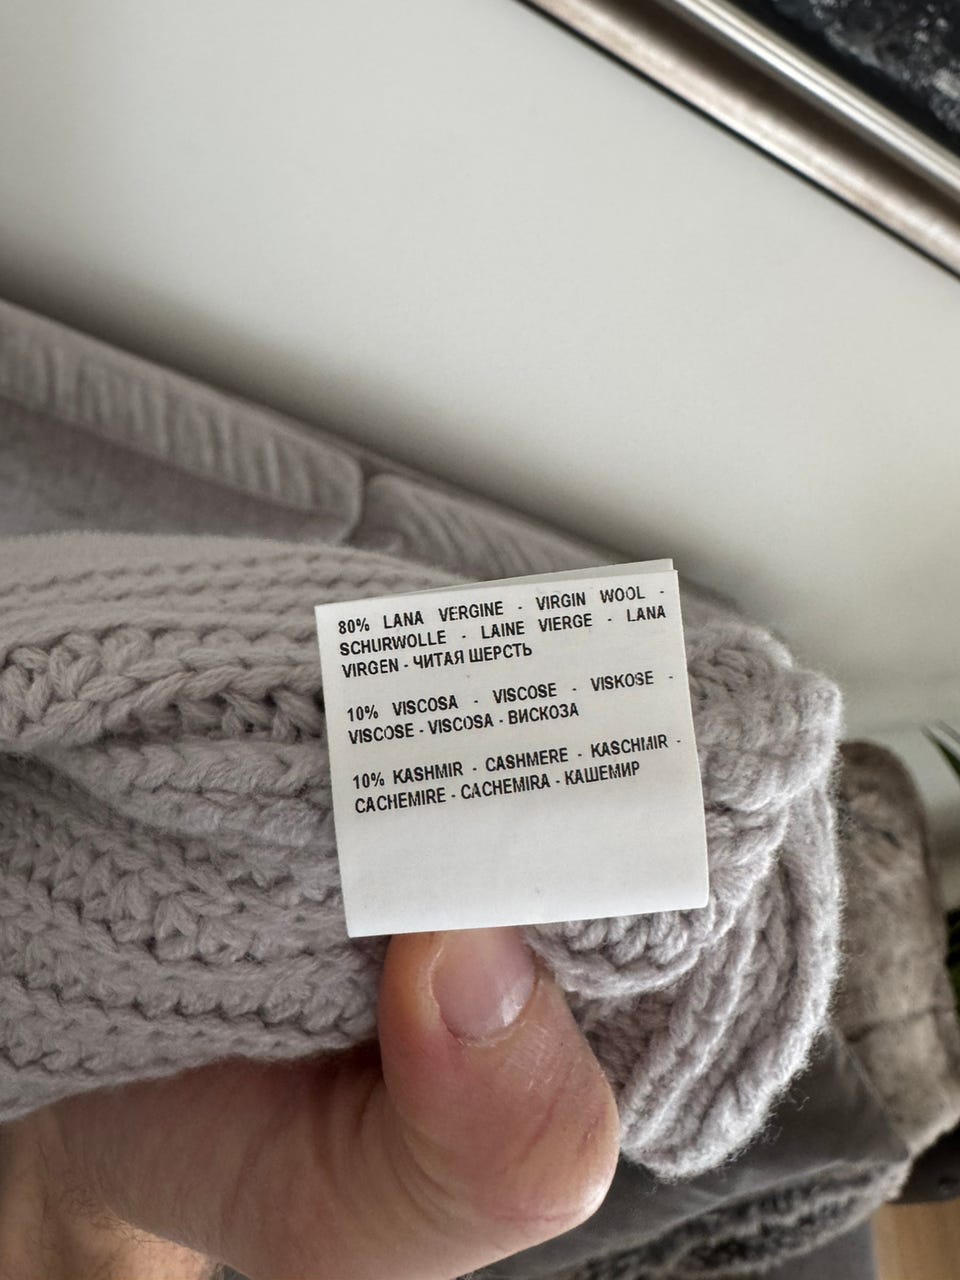 80% LANA VERGINE - VIRGIN WOOL -
SCHURWOLLE - LAINE VIERGE - LANA
VIRGEN - ЧИТАЯ ШЕРСТЬ
10% VISCOSA - VISCOSE - VISKOSE -
VISCOSE - VISCOSA - ВИСКОЗА
10% KASHMIR - CASHMERE - KASCHMIR -
CACHEMIRE - CACHEMIRA - КАШЕМИР